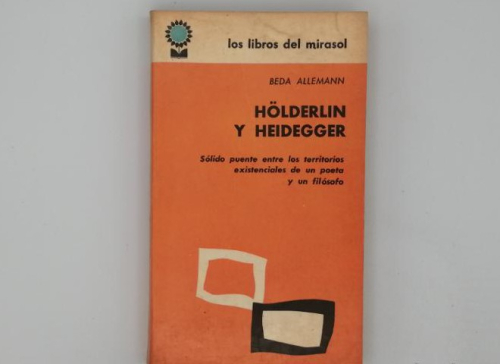 los libros del mirasol
BEDA ALLEMANN
HÖLDERLIN
Y HEIDEGGER
Sólido puente entre los territorios
existenciales de un poeta
y un filósofo